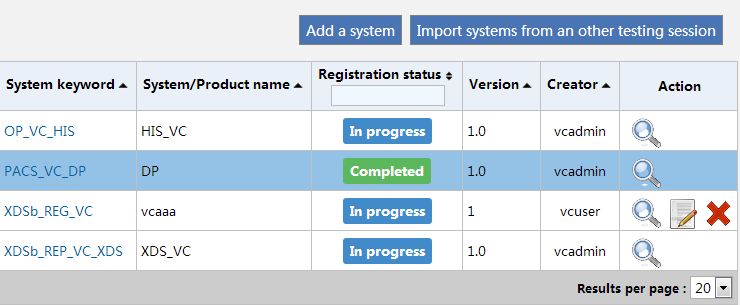 Add a system Import systems from an other testing session
System keyword System/Product name Registration status Version Creator Action
OP_VC_HIS HIS_VC In progress 1.0 vcadmin
PACS_VC_DP DP Completed 1.0 vcadmin
XDSb_REG_VC vcaaa In progress 1 vcuser
XDSb_REP_VC_XDS XDS_VC In progress 1.0 vcadmin
Results per page : 20